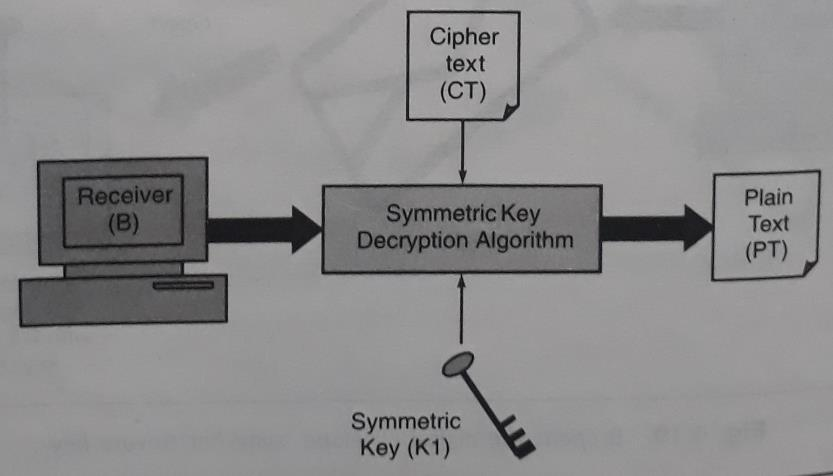 Cipher
text
(CT)
Receiver
(B)
Symmetric Key
Decryption Algorithm
Plain
Text
(PT)
Symmetric
Key (K1)